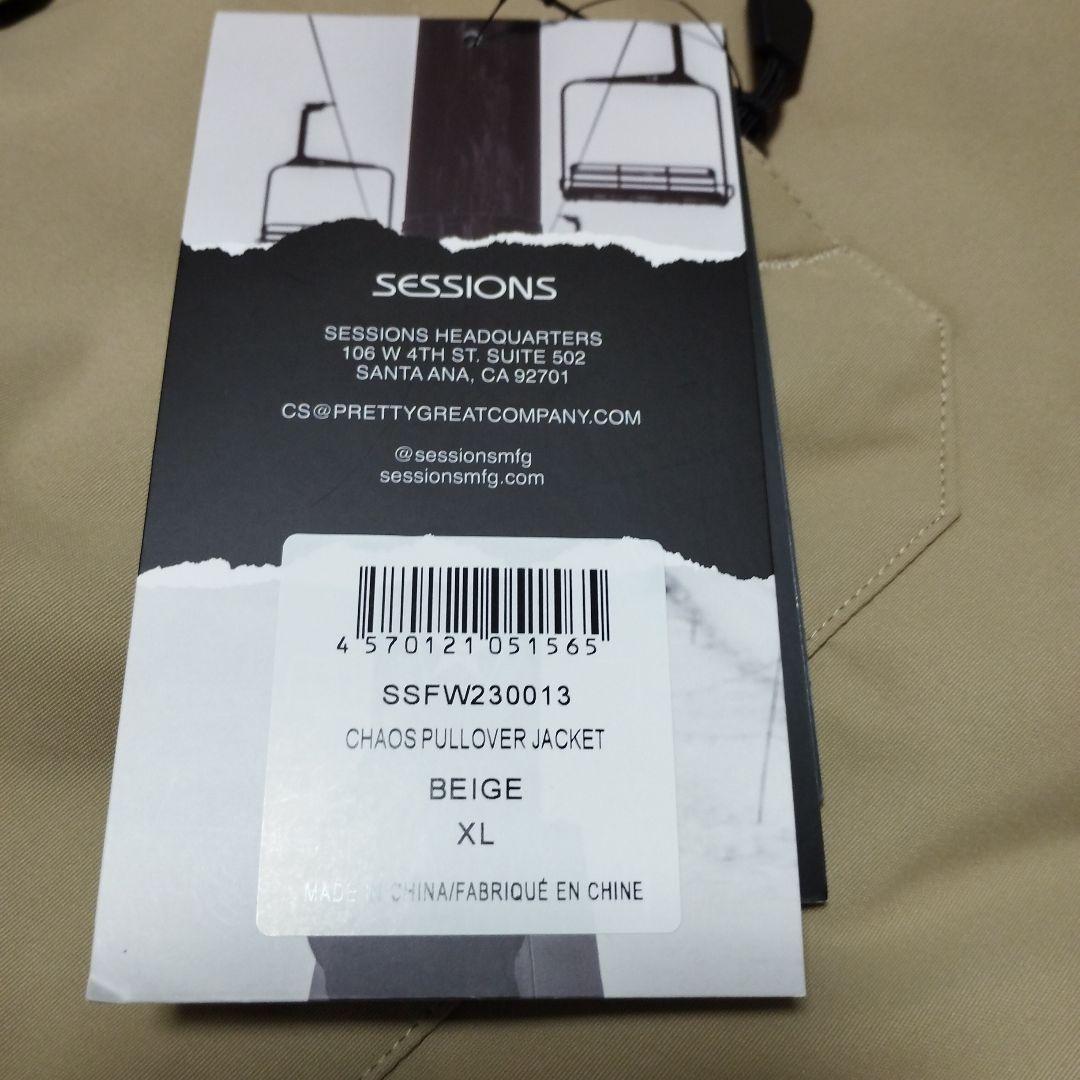 SESSIONS
SESSIONS HEADQUARTERS
106 W 4TH ST. SUITE 502
SANTA ANA, CA 92701
CS@PRETTYGREATCOMPANY.COM
@sessionsmfg
sessionsmfg.com
4 570121 051565
SSFW230013
CHAOS PULLOVER JACKET
BEIGE
XL
MADE IN CHINA/FABRIQUÉ EN CHINE